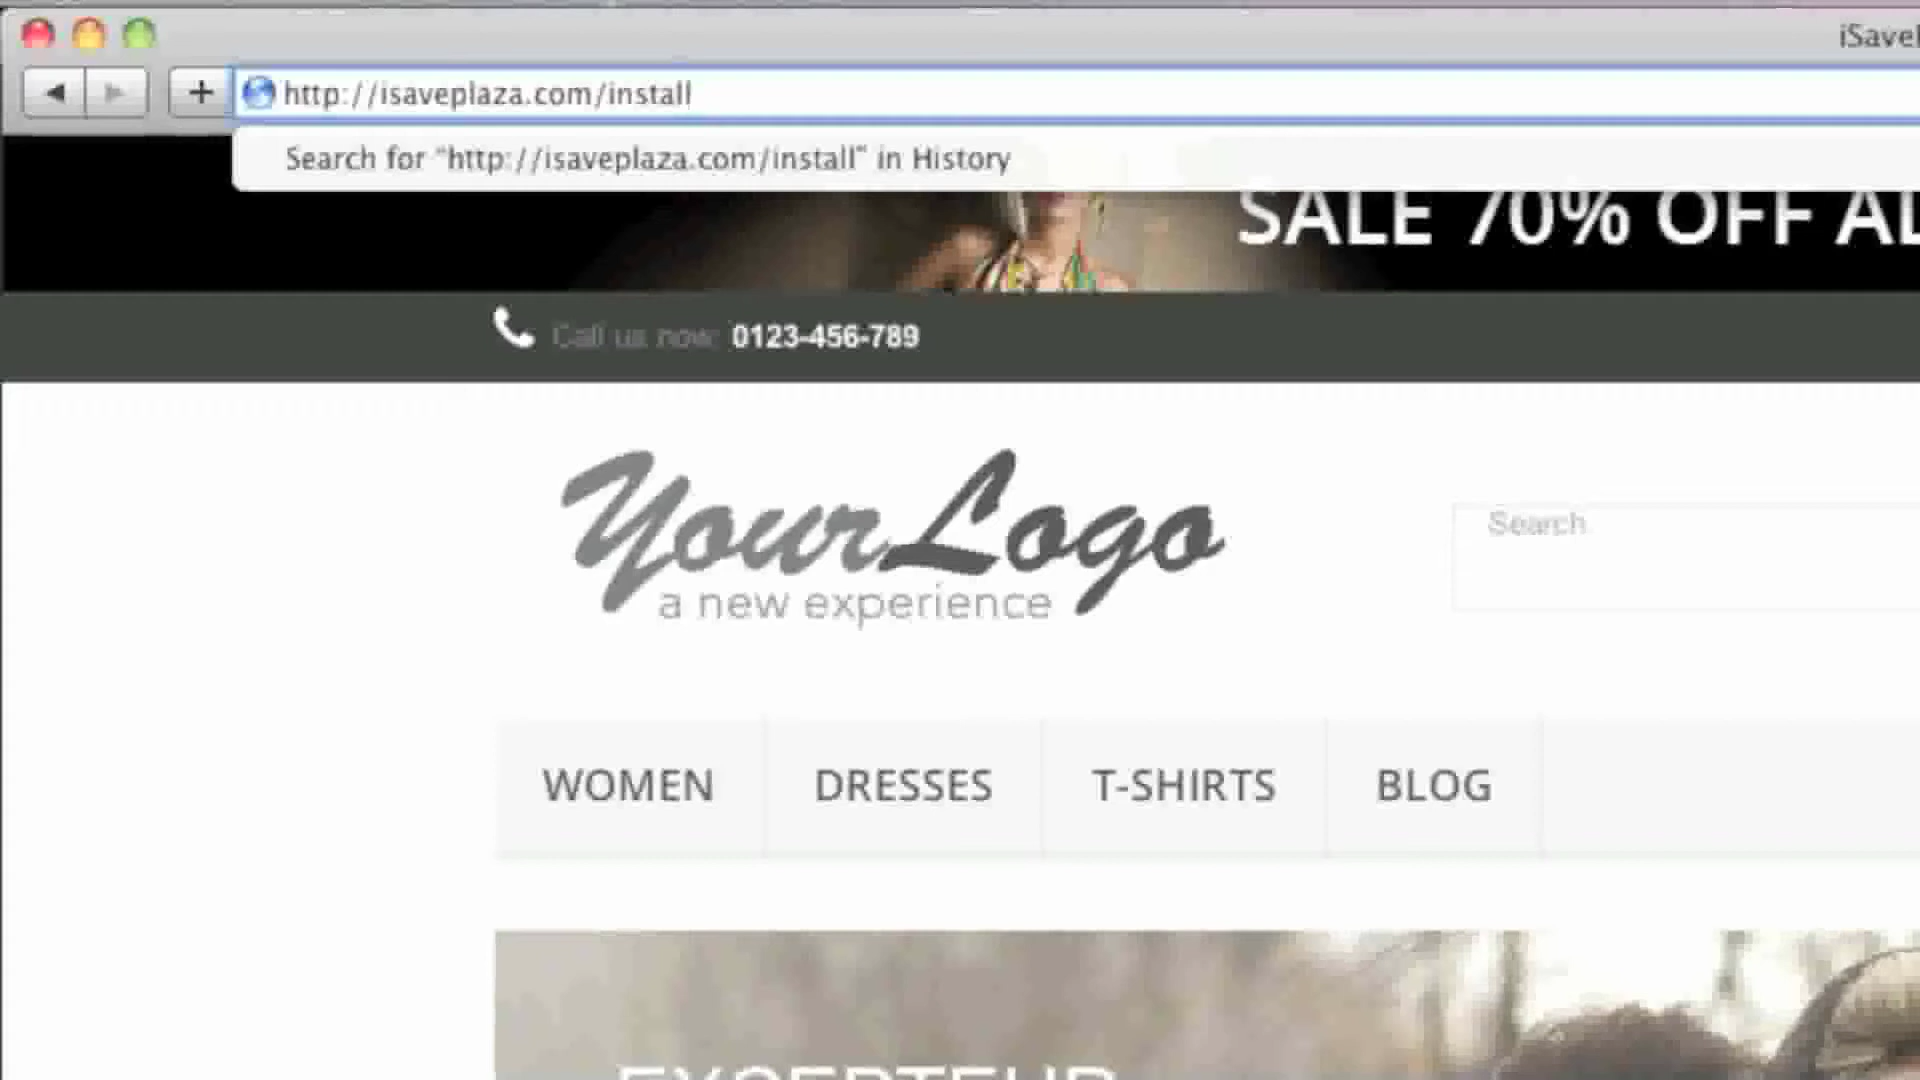 iSave
http://isaveplaza.com/install
Search for "http://isaveplaza.com/install" in History
SALE 70% OFF
Call us now: 0123-456-789
YourLogo
a new experience
Search
WOMEN DRESSES T-SHIRTS BLOG
EXCEPTEUR